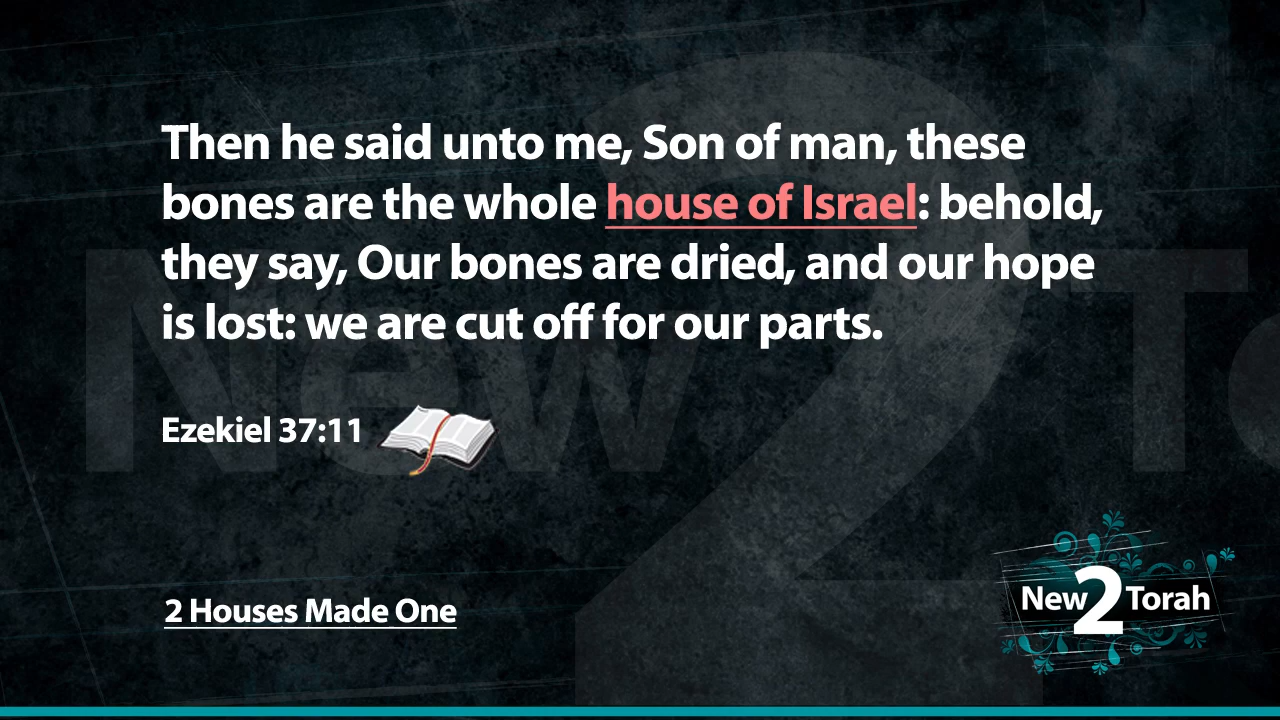 Then he said unto me, Son of man, these
bones are the whole house of Israel: behold,
they say, Our bones are dried, and our hope
is lost: we are cut off for our parts.
Ezekiel 37:11
2 Houses Made One
New2Torah
New 2 To